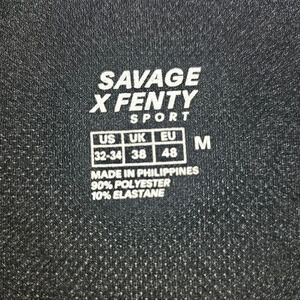 SAVAGE
X FENTY
SPORT
US UK EU
32-34 38 48 M
MADE IN PHILIPPINES
90% POLYESTER
10% ELASTANE